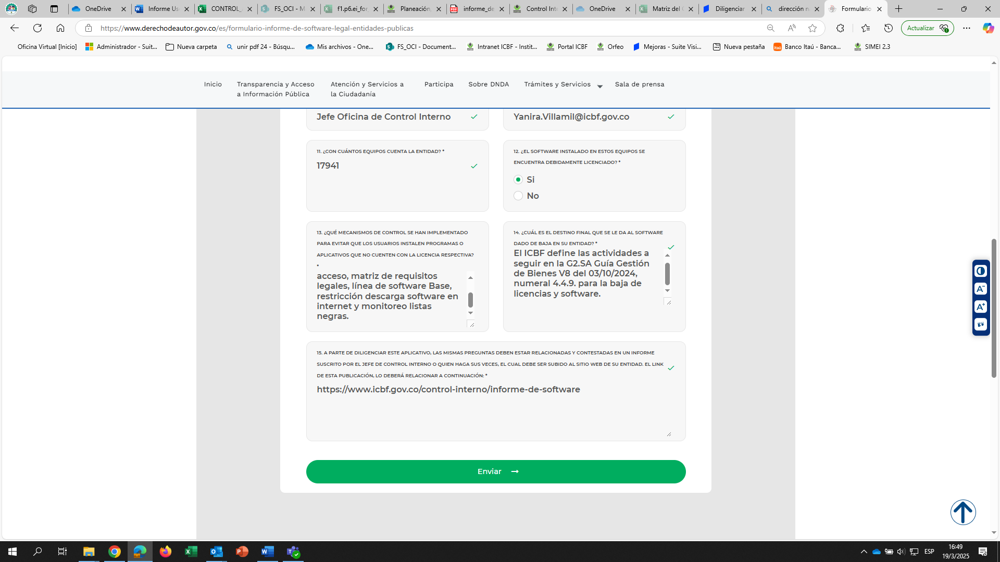 OneDrive
Informe Us
CONTROL_
FS_OCI - M
f1.p6.ei_for
Planeación,
informe_de
Control Int
OneDrive
Matriz del C
Diligenciar
dirección n
Formulario
https://www.derechodeautor.gov.co/es/formulario-informe-de-software-legal-entidades-publicas
Actualizar
Oficina Virtual [Inicio]
Administrador - Suit...
Nueva carpeta
unir pdf 24 - Búsqu...
Mis archivos - One...
FS_OCI - Document...
Intranet ICBF - Instit...
Portal ICBF
Orfeo
Mejoras - Suite Visi...
Nueva pestaña
Banco Itaú - Banca...
SIMEI 2.3
Inicio
Transparencia y Acceso
a Información Pública
Atención y Servicios a
la Ciudadanía
Participa
Sobre DNDA
Trámites y Servicios
Sala de prensa
Jefe Oficina de Control Interno
Yanira.Villamil@icbf.gov.co
11. ¿CON CUÁNTOS EQUIPOS CUENTA LA ENTIDAD? *
17941
12. ¿EL SOFTWARE INSTALADO EN ESTOS EQUIPOS SE
ENCUENTRA DEBIDAMENTE LICENCIADO? *
Si
No
13. ¿QUÉ MECANISMOS DE CONTROL SE HAN IMPLEMENTADO
PARA EVITAR QUE LOS USUARIOS INSTALEN PROGRAMAS O
APLICATIVOS QUE NO CUENTEN CON LA LICENCIA RESPECTIVA?
*
acceso, matriz de requisitos
legales, línea de software Base,
restricción descarga software en
internet y monitoreo listas
negras.
14. ¿CUÁL ES EL DESTINO FINAL QUE SE LE DA AL SOFTWARE
DADO DE BAJA EN SU ENTIDAD? *
El ICBF define las actividades a
seguir en la G2.SA Guía Gestión
de Bienes V8 del 03/10/2024,
numeral 4.4.9. para la baja de
licencias y software.
15. A PARTE DE DILIGENCIAR ESTE APLICATIVO, LAS MISMAS PREGUNTAS DEBEN ESTAR RELACIONADAS Y CONTESTADAS EN UN INFORME
SUSCRITO POR EL JEFE DE CONTROL INTERNO O QUIEN HAGA SUS VECES, EL CUAL DEBE SER SUBIDO AL SITIO WEB DE SU ENTIDAD. EL LINK
DE ESTA PUBLICACIÓN, LO DEBERÁ RELACIONAR A CONTINUACIÓN: *
https://www.icbf.gov.co/control-interno/informe-de-software
Enviar →
A-
A+
ESP
16:49
19/3/2025